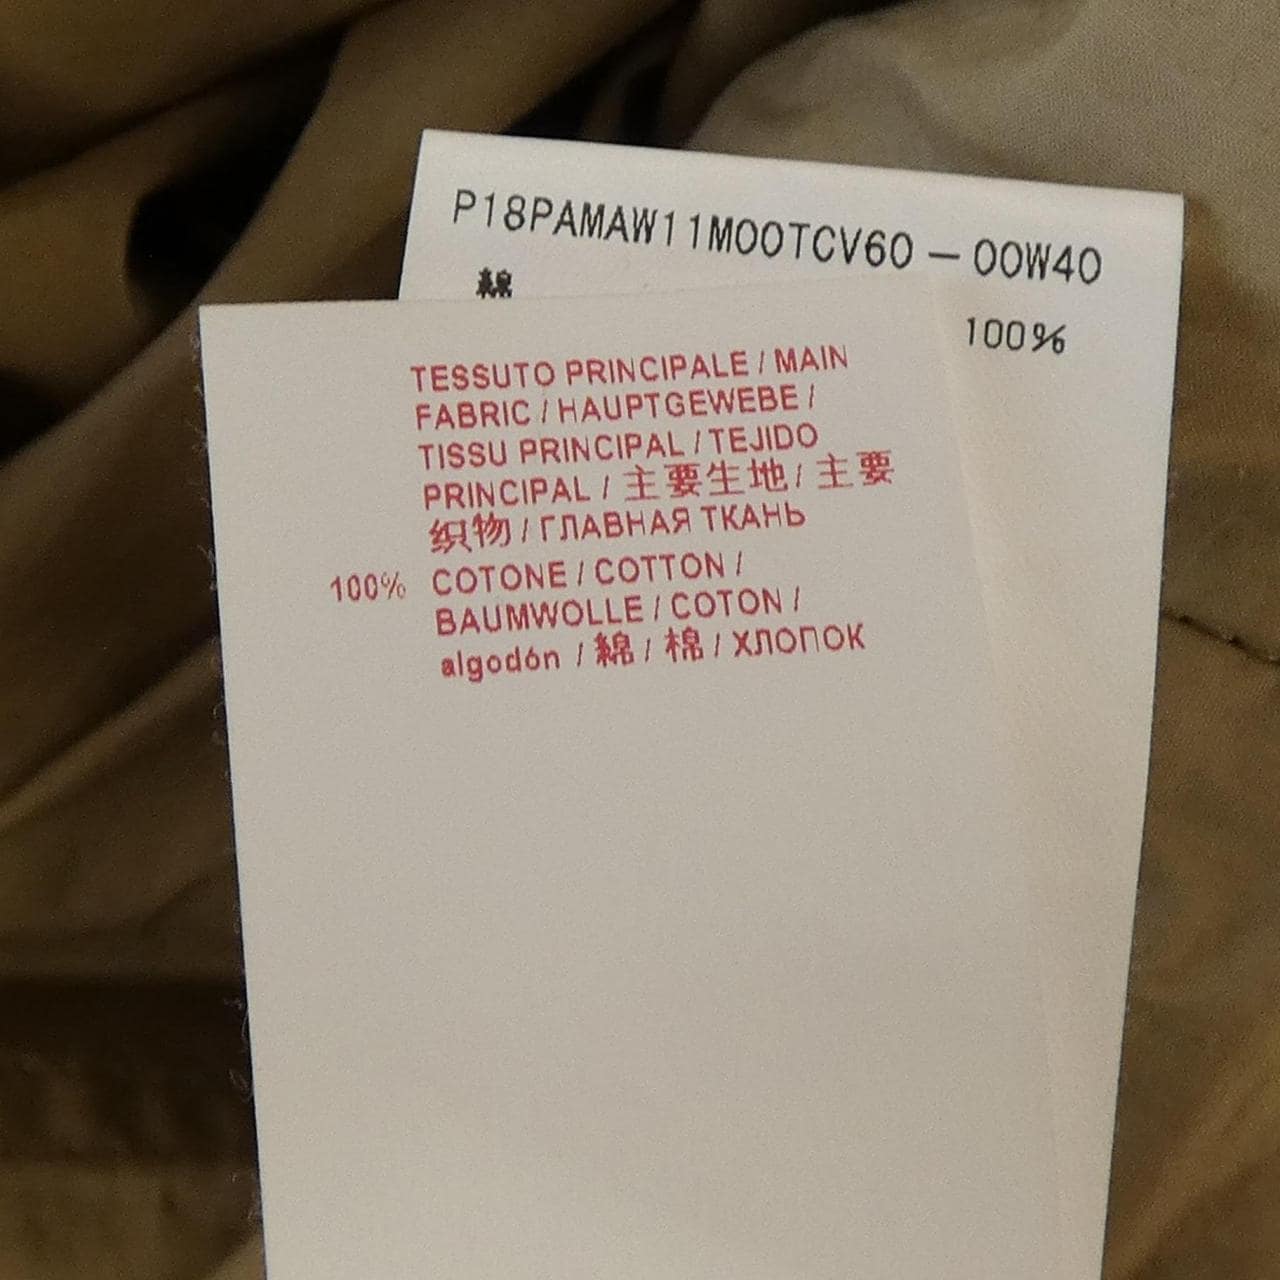 P18PAMAW11M00TCV60 – 00W40
綿
100%
TESSUTO PRINCIPALE / MAIN
FABRIC / HAUPTGEWEBE /
TISSU PRINCIPAL / TEJIDO
PRINCIPAL / 主要生地 / 主要
织物 / ГЛАВНАЯ ТКАНЬ
100% COTONE / COTTON /
BAUMWOLLE / COTON /
algodón / 綿 / 棉 / ХЛОПОК